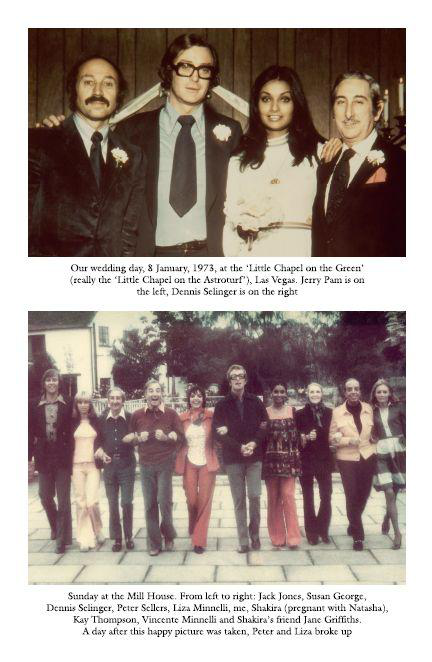 Our wedding day, 8 January, 1973, at the ‘Little Chapel on the Green’
(really the ‘Little Chapel on the Astroturf’), Las Vegas. Jerry Pam is on
the left, Dennis Selinger is on the right
Sunday at the Mill House. From left to right: Jack Jones, Susan George,
Dennis Selinger, Peter Sellers, Liza Minnelli, me, Shakira (pregnant with Natasha),
Kay Thompson, Vincente Minnelli and Shakira’s friend Jane Griffiths.
A day after this happy picture was taken, Peter and Liza broke up